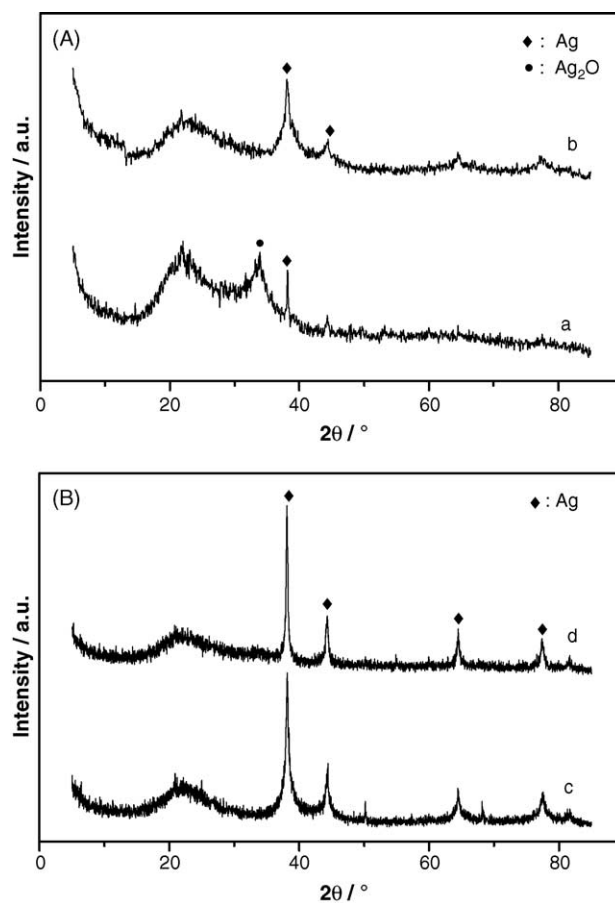 (A)
♦ : Ag
● : Ag₂O
b
a
Intensity / a.u.
0 20 40 60 80
2θ / °
(B)
♦ : Ag
d
c
Intensity / a.u.
0 20 40 60 80
2θ / °